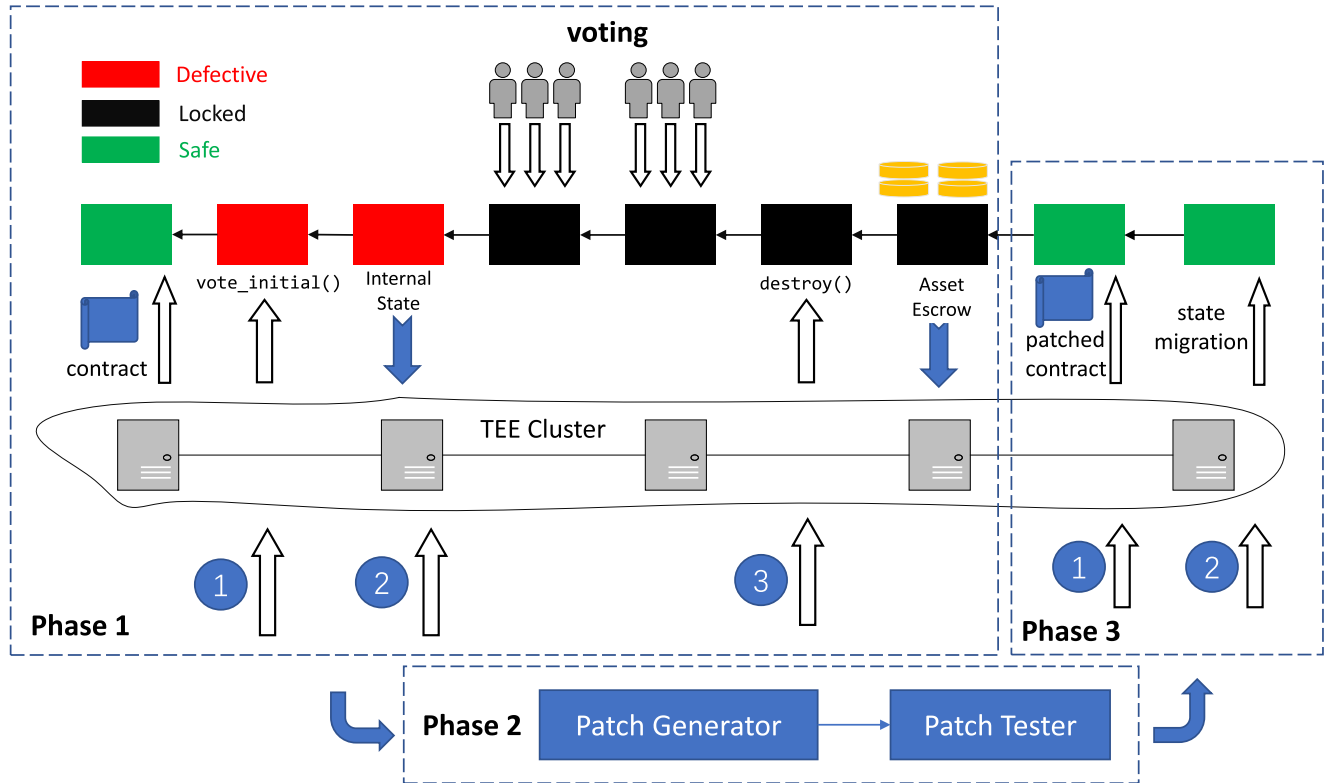 voting
Defective
Locked
Safe
vote_initial()
Internal
State
destroy()
Asset
Escrow
contract
patched
contract
state
migration
TEE Cluster
1
2
3
1
2
Phase 1
Phase 3
Phase 2
Patch Generator
Patch Tester